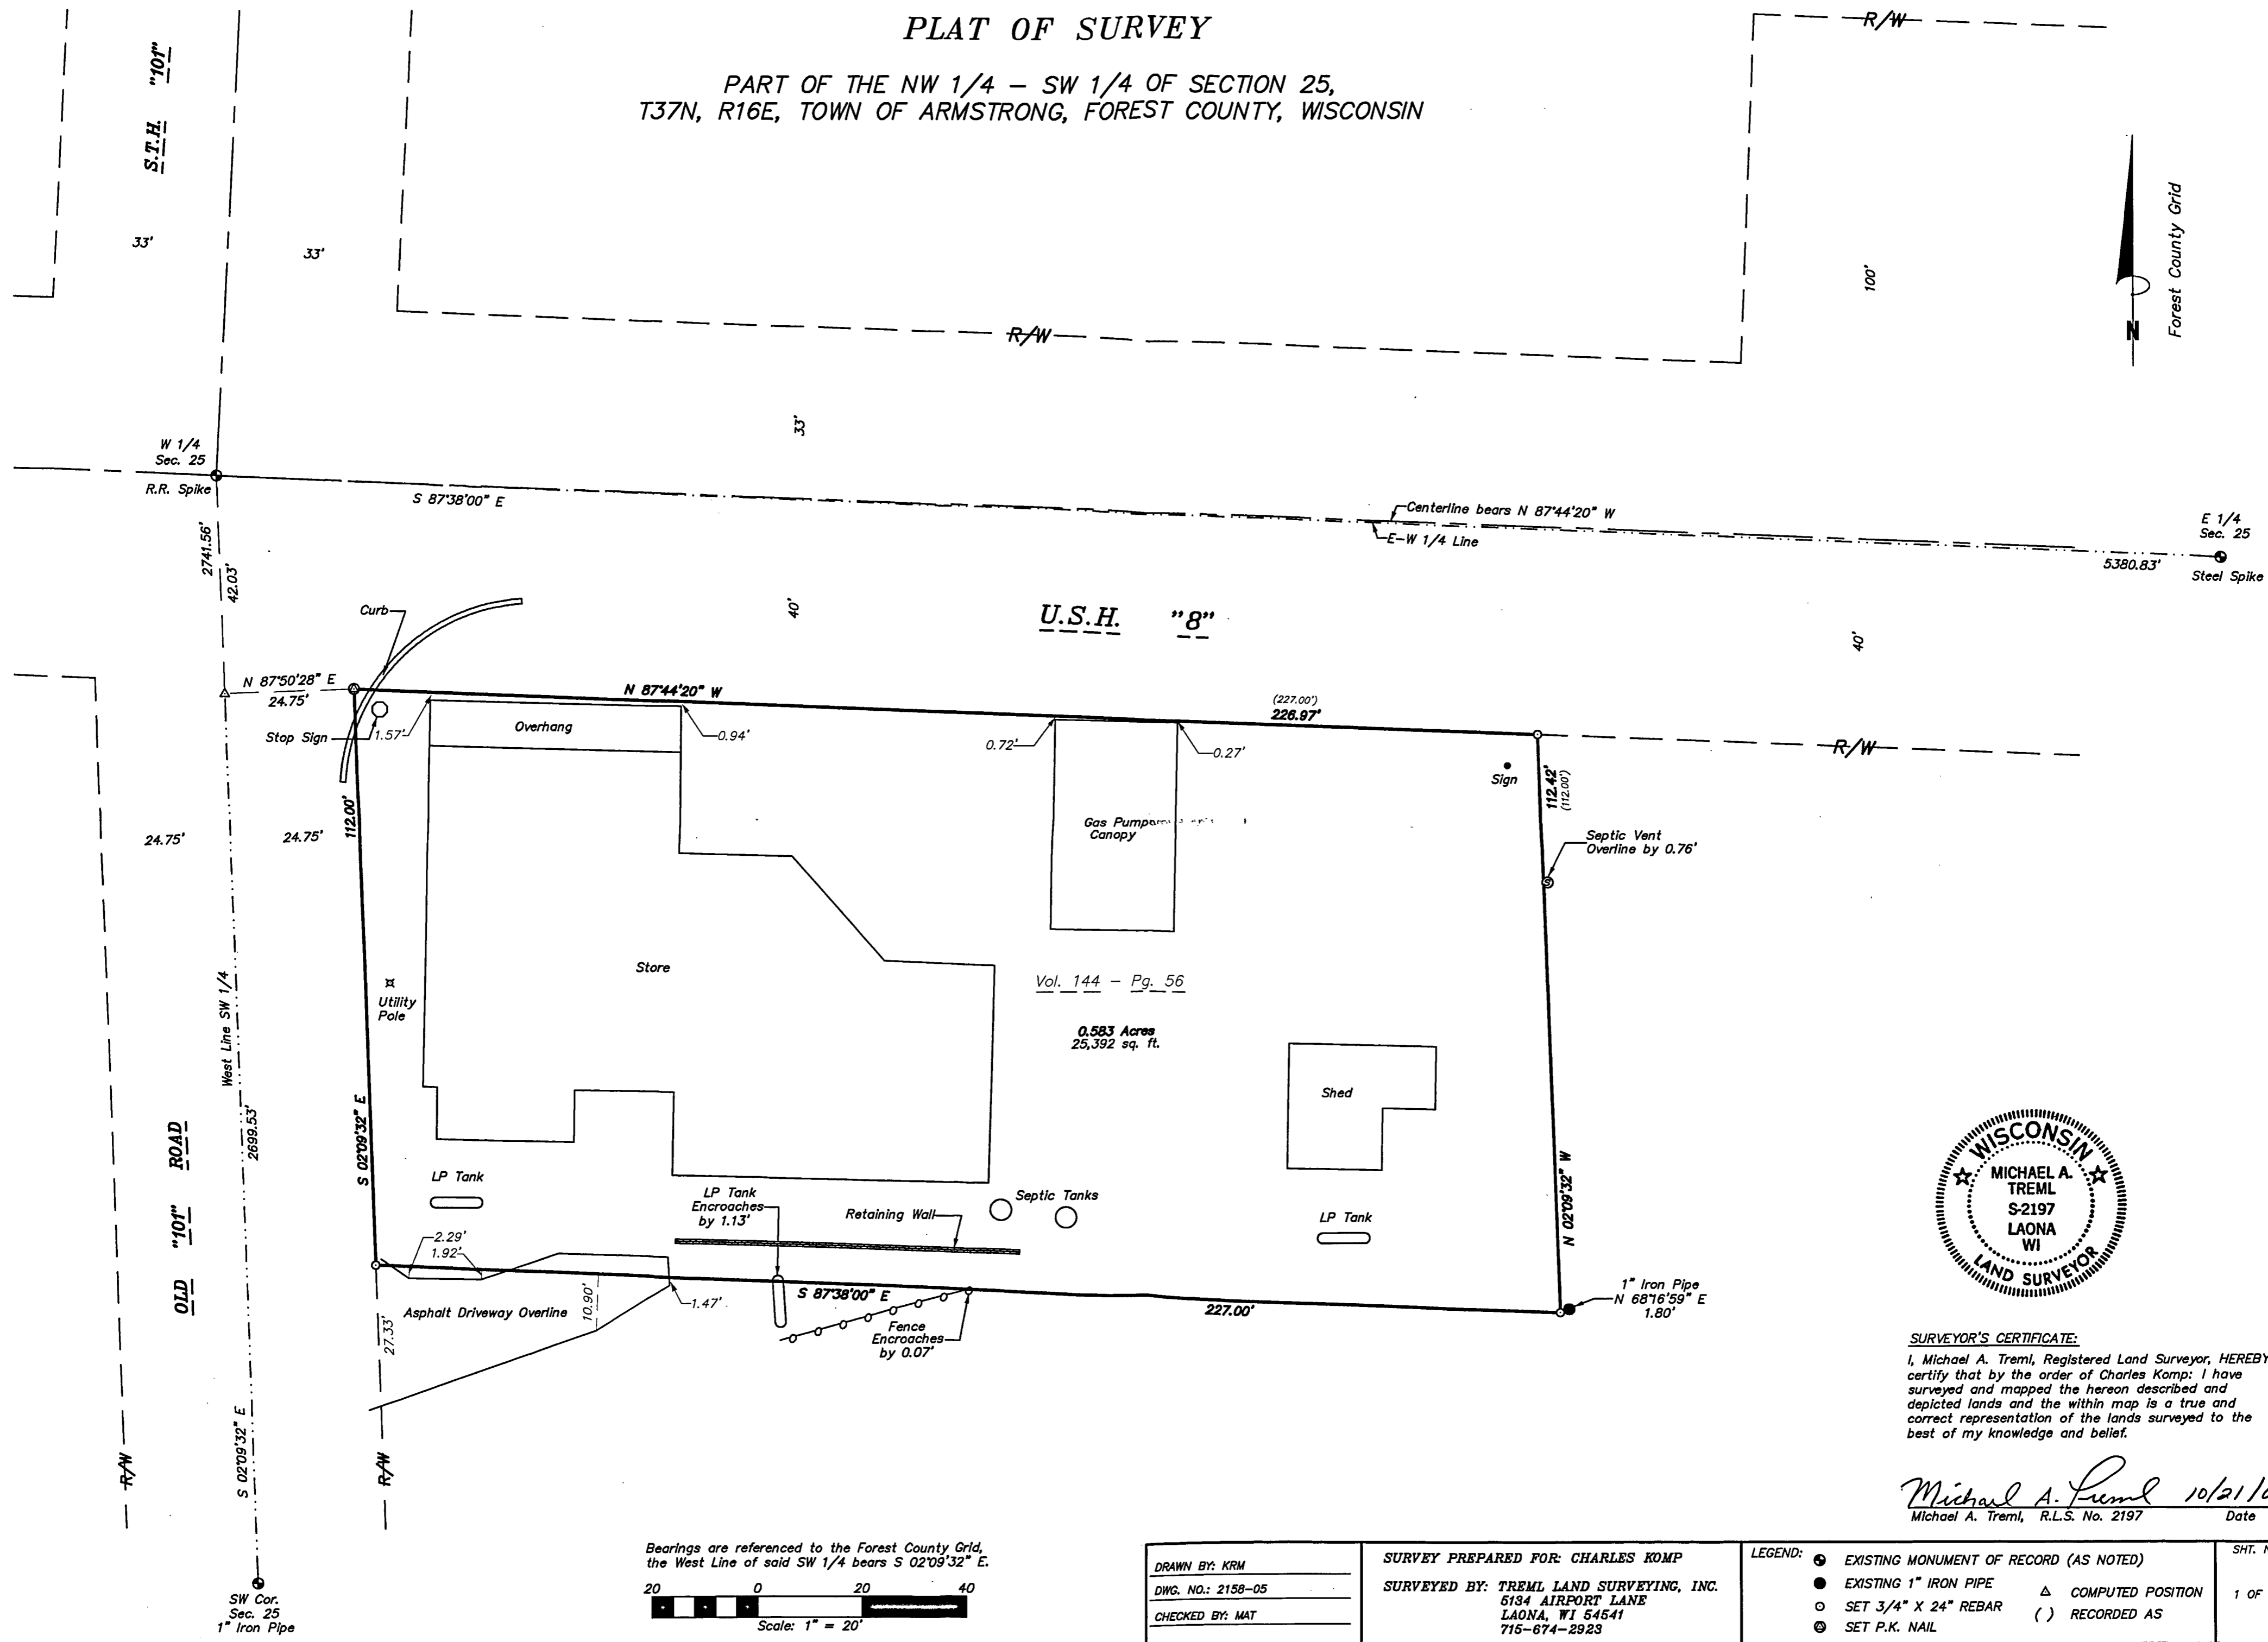 PLAT OF SURVEY
PART OF THE NW 1/4 – SW 1/4 OF SECTION 25,
T37N, R16E, TOWN OF ARMSTRONG, FOREST COUNTY, WISCONSIN
R/W
S.T.H. "101"
33'
33'
100'
Forest County Grid
N
R/W
33'
W 1/4
Sec. 25
R.R. Spike
S 87°38'00" E
Centerline bears N 87°44'20" W
E-W 1/4 Line
E 1/4
Sec. 25
5380.83'
Steel Spike
2741.56'
42.03'
Curb
40'
U.S.H. "8"
40'
N 87°50'28" E
24.75'
N 87°44'20" W
(227.00')
226.97'
R/W
Stop Sign
1.57'
Overhang
0.94'
0.72'
0.27'
Sign
112.42'
(112.00')
112.00'
24.75'
24.75'
Gas Pump
Canopy
Septic Vent
Overline by 0.76'
Store
Utility
Pole
Vol. 144 – Pg. 56
0.583 Acres
25,392 sq. ft.
West Line SW 1/4
2699.53'
S 02°09'32" E
Shed
N 02°09'32" W
OLD "101" ROAD
LP Tank
LP Tank
Encroaches
by 1.13'
Retaining Wall
Septic Tanks
LP Tank
2.29'
1.92'
Asphalt Driveway Overline
10.90'
1.47'
S 87°38'00" E
227.00'
1" Iron Pipe
N 68°16'59" E
1.80'
27.33'
Fence
Encroaches
by 0.07'
R/W
S 02°09'32" E
R/W
SW Cor.
Sec. 25
1" Iron Pipe
WISCONSIN
MICHAEL A.
TREML
S-2197
LAONA
WI
LAND SURVEYOR
SURVEYOR'S CERTIFICATE:
I, Michael A. Treml, Registered Land Surveyor, HEREBY
certify that by the order of Charles Komp: I have
surveyed and mapped the hereon described and
depicted lands and the within map is a true and
correct representation of the lands surveyed to the
best of my knowledge and belief.
Michael A. Treml 10/21/
Michael A. Treml, R.L.S. No. 2197 Date
Bearings are referenced to the Forest County Grid,
the West Line of said SW 1/4 bears S 02°09'32" E.
20 0 20 40
Scale: 1" = 20'
DRAWN BY: KRM
DWG. NO.: 2158-05
CHECKED BY: MAT
SURVEY PREPARED FOR: CHARLES KOMP
SURVEYED BY: TREML LAND SURVEYING, INC.
5134 AIRPORT LANE
LAONA, WI 54541
715-674-2923
LEGEND:
EXISTING MONUMENT OF RECORD (AS NOTED)
EXISTING 1" IRON PIPE
SET 3/4" X 24" REBAR
SET P.K. NAIL
COMPUTED POSITION
( ) RECORDED AS
SHT.
1 OF